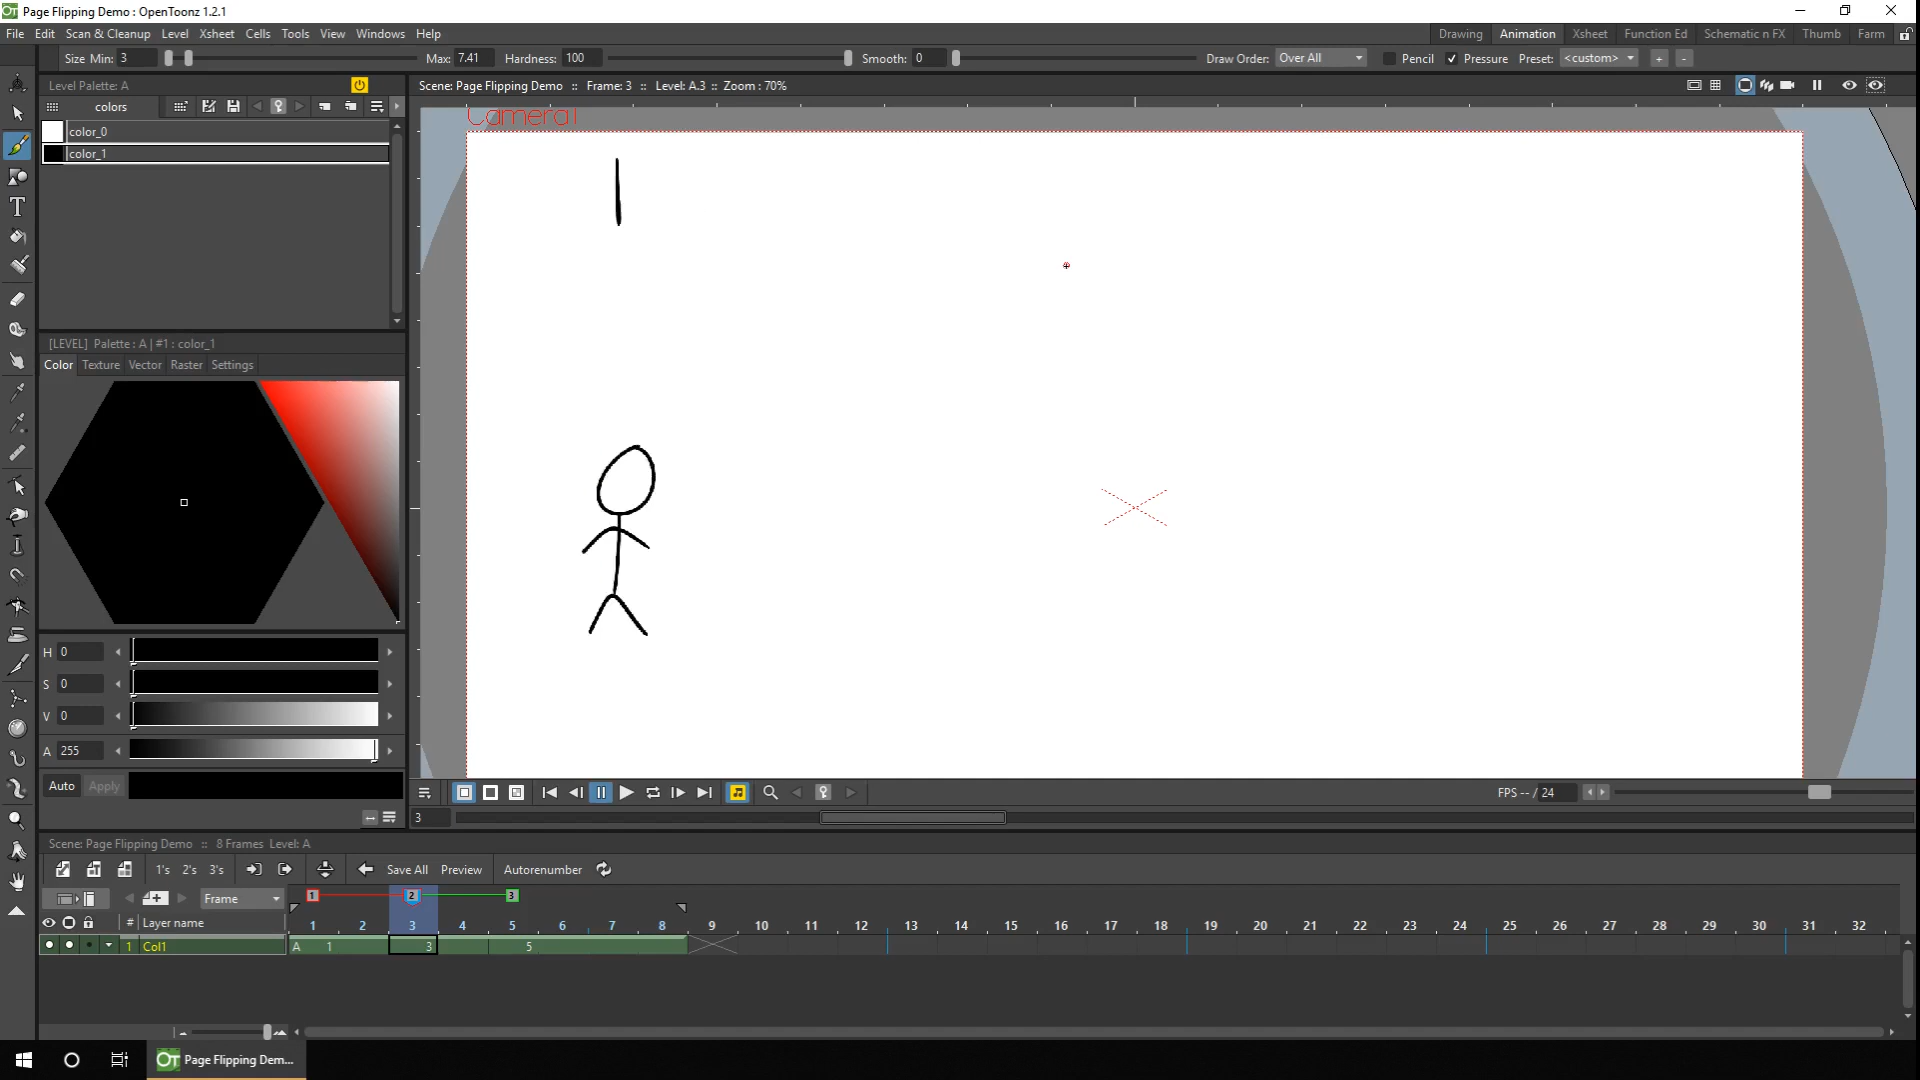 Page Flipping Demo : OpenToonz 1.2.1
File Edit Scan & Cleanup Level Xsheet Cells Tools View Windows Help
Drawing Animation Xsheet Function Ed Schematic n FX Thumb Farm
Size Min: 3 Max: 7.41 Hardness: 100 Smooth: 0 Draw Order: Over All Pencil Pressure Preset: <custom> + -
Level Palette: A
colors
color_0
color_1
Scene: Page Flipping Demo :: Frame: 3 :: Level: A.3 :: Zoom : 70%
Camera1
[LEVEL] Palette : A | #1 : color_1
Color Texture Vector Raster Settings
H 0
S 0
V 0
A 255
Auto Apply
FPS -- / 24
3
Scene: Page Flipping Demo :: 8 Frames Level: A
1's 2's 3's Save All Preview Autorenumber
Frame 1 2 3
# Layer name 1 2 3 4 5 6 7 8 9 10 11 12 13 14 15 16 17 18 19 20 21 22 23 24 25 26 27 28 29 30 31 32
1 Col1 A 1 3 5
OT Page Flipping Dem...